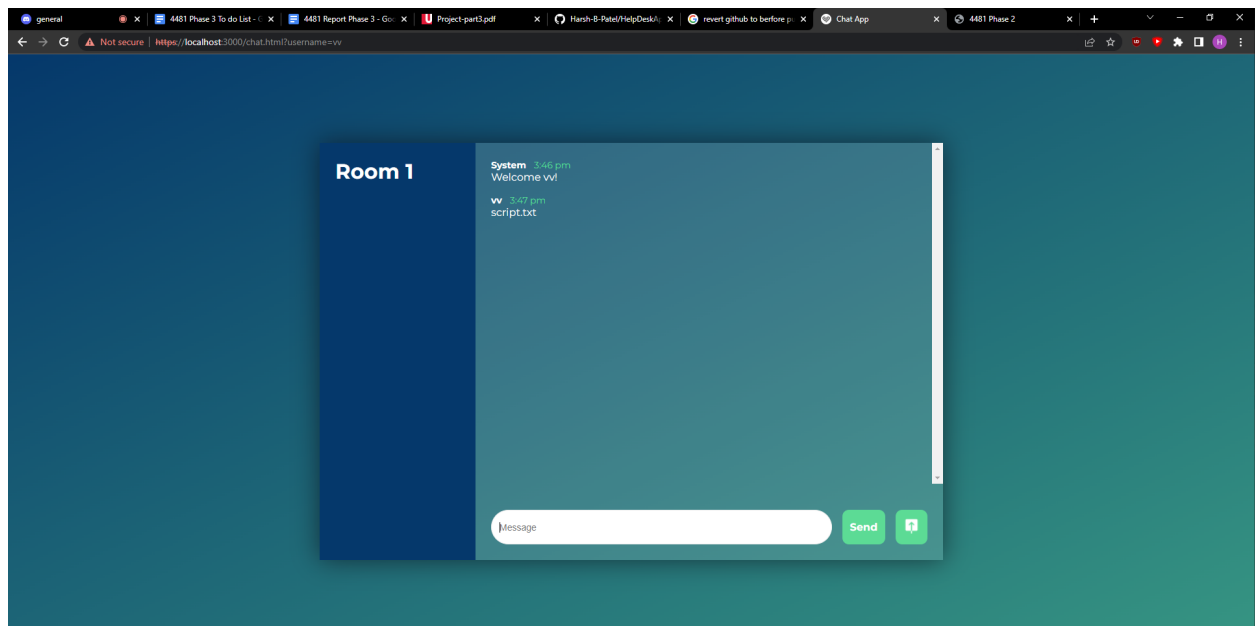 general
4481 Phase 3 To do List - G
4481 Report Phase 3 - Goo
Project-part3.pdf
Harsh-B-Patel/HelpDeskA
revert github to berfore pu
Chat App
4481 Phase 2
Not secure
https://localhost:3000/chat.html?username=vv
H
Room 1
System 3:46 pm
Welcome vv!
vv 3:47 pm
script.txt
Message
Send